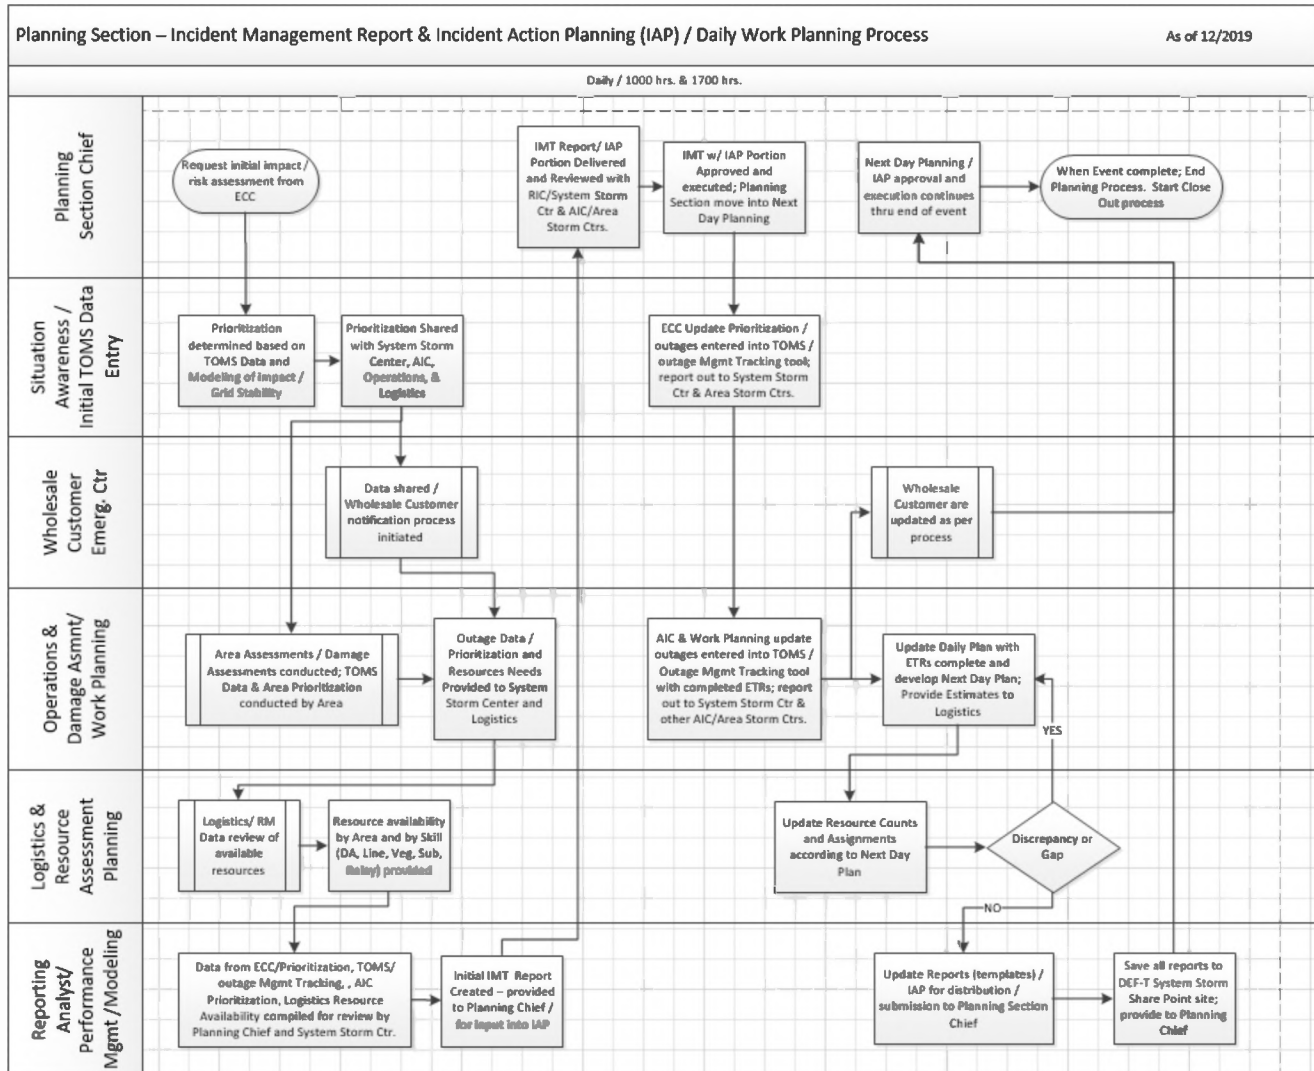 Planning Section – Incident Management Report & Incident Action Planning (IAP) / Daily Work Planning Process
As of 12/2019
Daily / 1000 hrs. & 1700 hrs.
Planning
Section Chief
Request initial impact /
risk assessment from
ECC
IMT Report/ IAP
Portion Delivered
and Reviewed with
RIC/System Storm
Ctr & AIC/Area
Storm Ctrs.
IMT w/ IAP Portion
Approved and
executed; Planning
Section move into Next
Day Planning
Next Day Planning /
IAP approval and
execution continues
thru end of event
When Event complete; End
Planning Process. Start Close
Out process
Situation
Awareness /
Initial TOMS Data
Entry
Prioritization
determined based on
TOMS Data and
Modeling of Impact /
Grid Stability
Prioritization Shared
with System Storm
Center, AIC,
Operations, &
Logistics
ECC Update Prioritization /
outages entered into TOMS /
outage Mgmt Tracking tool;
report out to System Storm
Ctr & Area Storm Ctrs.
Wholesale
Customer
Emerg. Ctr
Data shared /
Wholesale Customer
notification process
initiated
Wholesale
Customer are
updated as per
process
Operations &
Damage Asmnt/
Work Planning
Area Assessments / Damage
Assessments conducted; TOMS
Data & Area Prioritization
conducted by Area
Outage Data /
Prioritization and
Resources Needs
Provided to System
Storm Center and
Logistics
AIC & Work Planning update
outages entered into TOMS /
Outage Mgmt Tracking tool
with completed ETRs; report
out to System Storm Ctr &
other AIC/Area Storm Ctrs.
Update Daily Plan with
ETRs complete and
develop Next Day Plan;
Provide Estimates to
Logistics
YES
Logistics &
Resource
Assessment
Planning
Logistics/ RM
Data review of
available
resources
Resource availability
by Area and by Skill
(DA, Line, Veg, Sub,
Relay) provided
Update Resource Counts
and Assignments
according to Next Day
Plan
Discrepancy or
Gap
NO
Reporting
Analyst/
Performance
Mgmt /Modeling
Data from ECC/Prioritization, TOMS/
outage Mgmt Tracking, , AIC
Prioritization, Logistics Resource
Availability compiled for review by
Planning Chief and System Storm Ctr.
Initial IMT Report
Created – provided
to Planning Chief /
for input into IAP
Update Reports (templates) /
IAP for distribution /
submission to Planning Section
Chief
Save all reports to
DEF-T System Storm
Share Point site;
provide to Planning
Chief